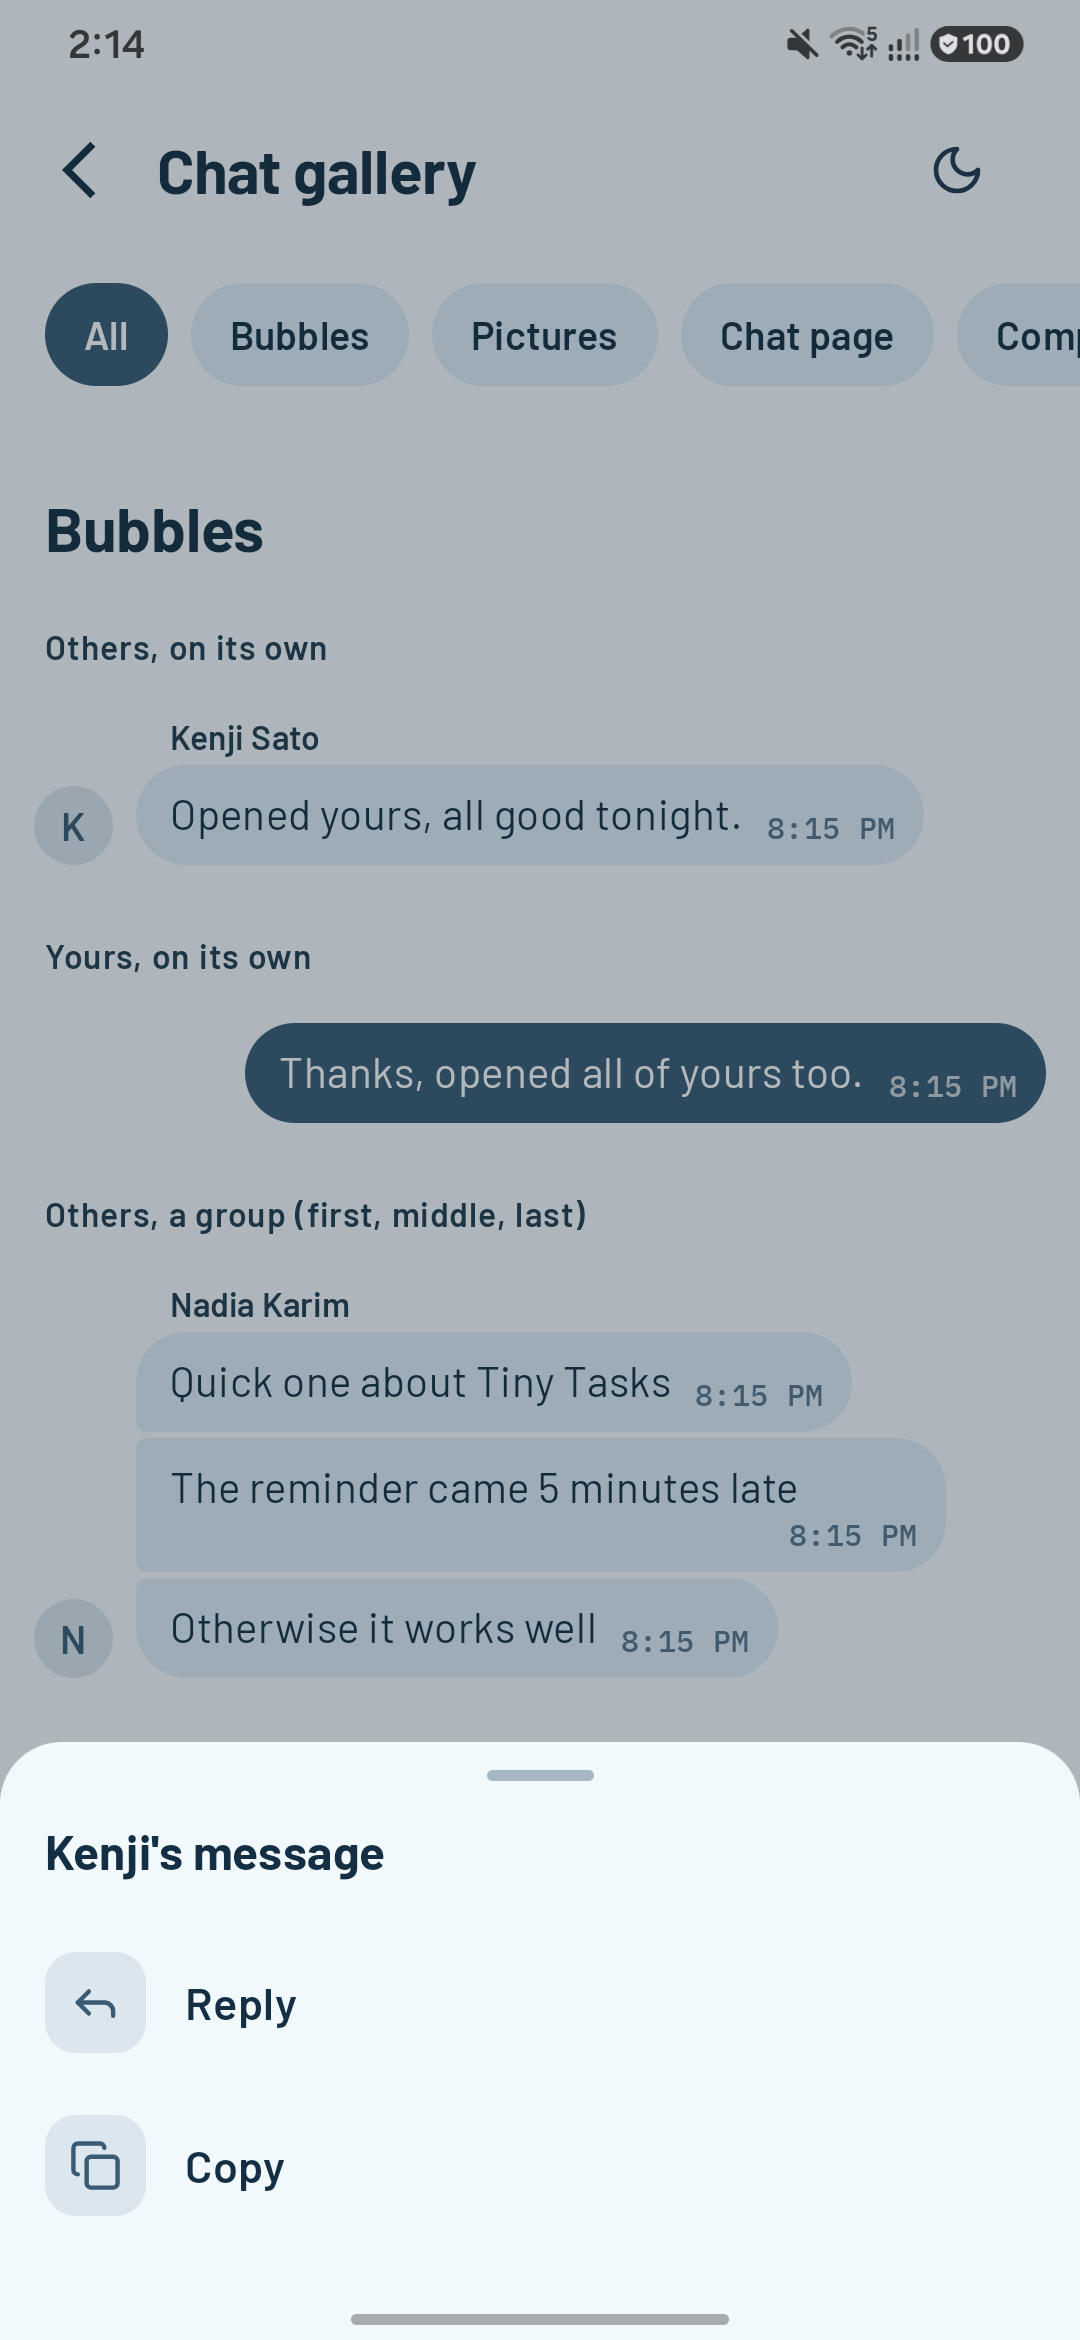 2:14
5
100
Chat gallery
All
Bubbles
Pictures
Chat page
Comp
Bubbles
Others, on its own
Kenji Sato
K
Opened yours, all good tonight. 8:15 PM
Yours, on its own
Thanks, opened all of yours too. 8:15 PM
Others, a group (first, middle, last)
Nadia Karim
Quick one about Tiny Tasks 8:15 PM
The reminder came 5 minutes late
8:15 PM
N
Otherwise it works well 8:15 PM
Kenji's message
Reply
Copy